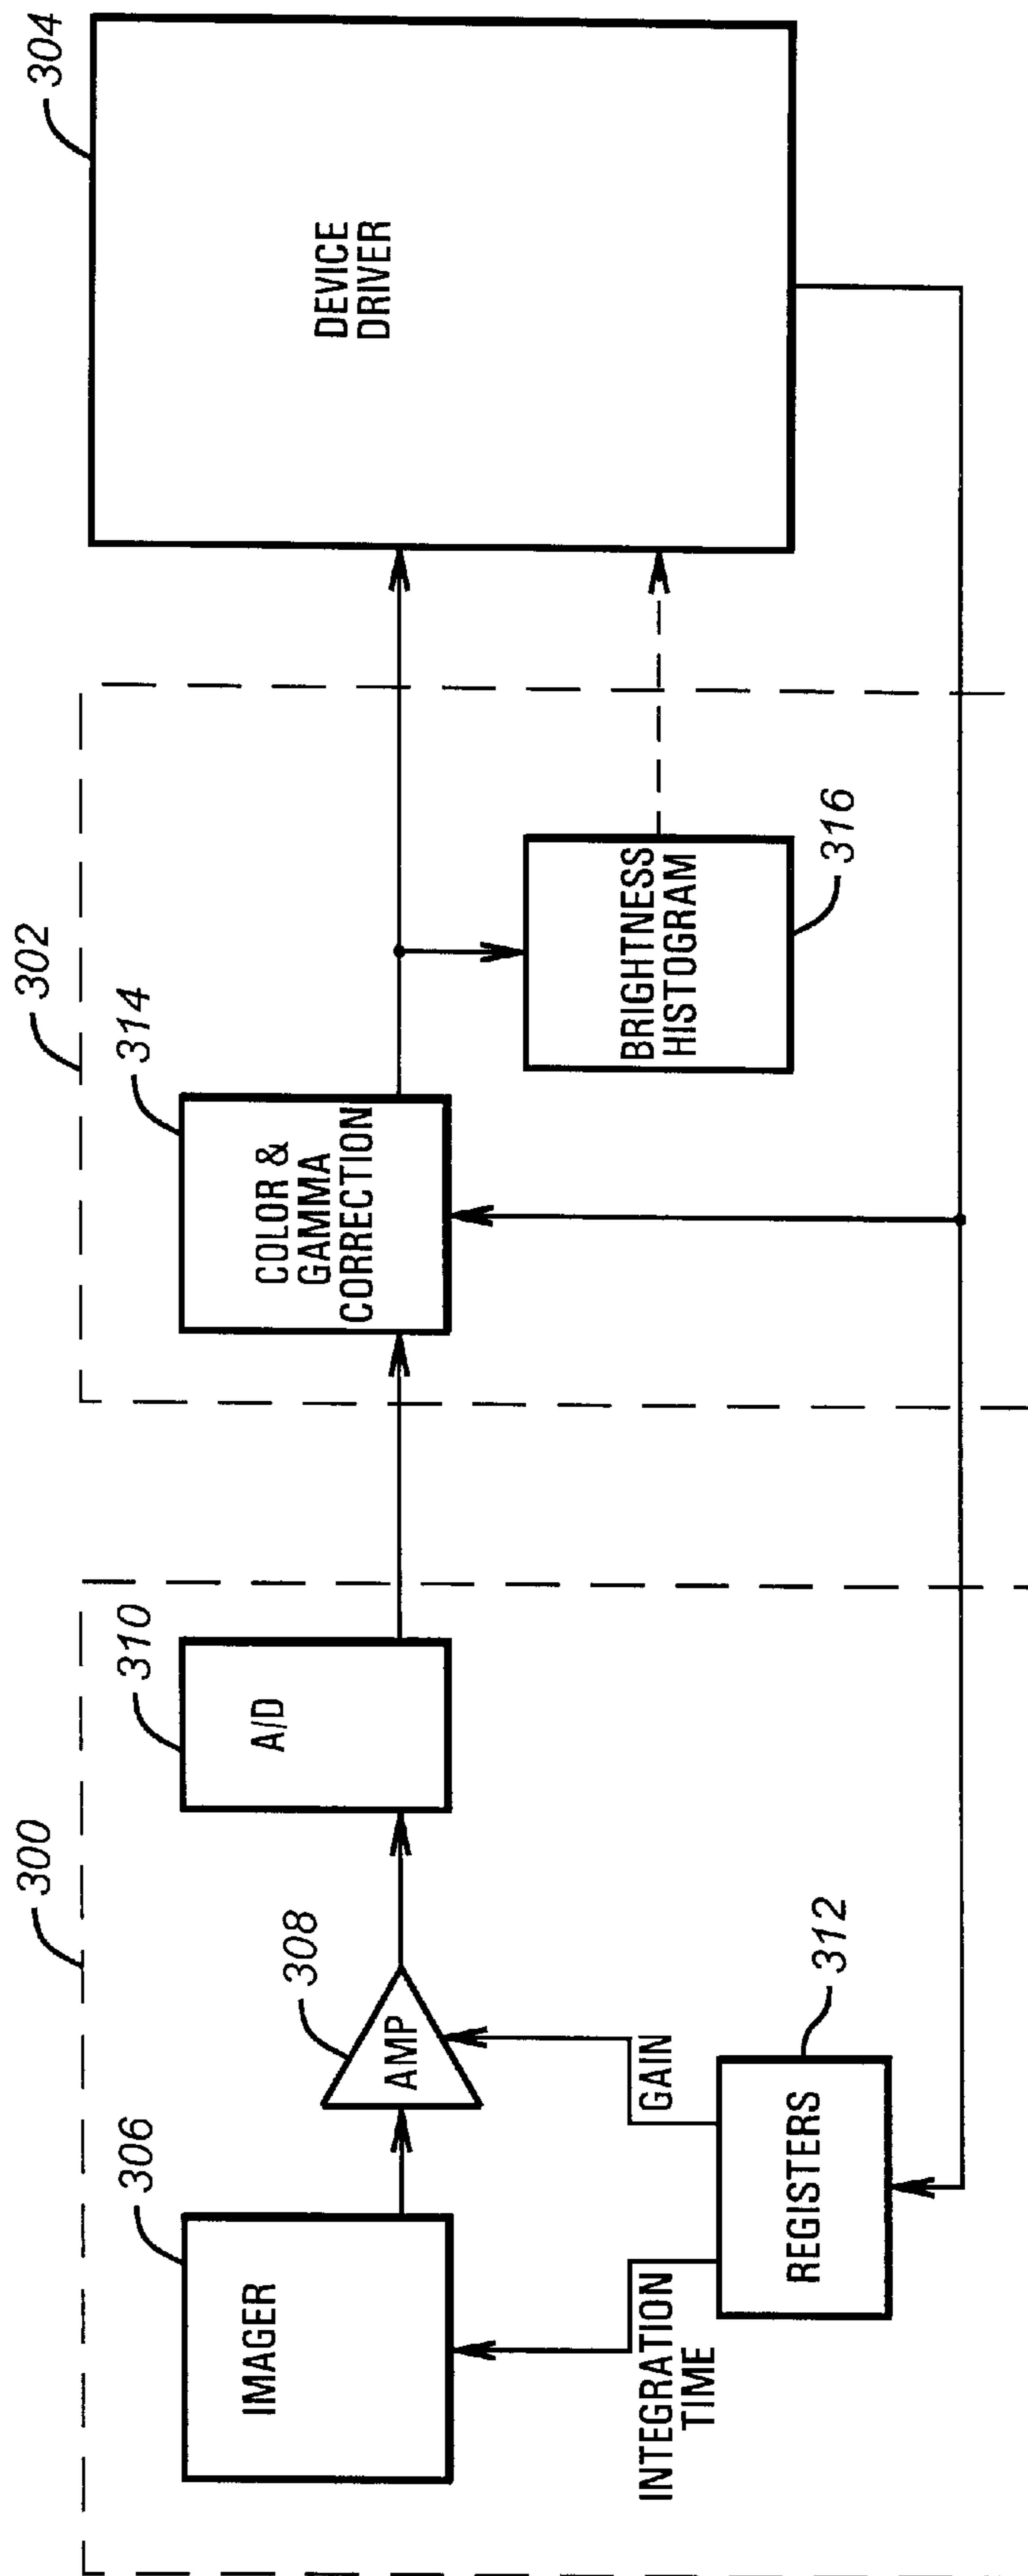 300
302
304
306
IMAGER
308
AMP
310
A/D
314
COLOR &
GAMMA
CORRECTION
DEVICE
DRIVER
INTEGRATION
TIME
GAIN
REGISTERS
312
BRIGHTNESS
HISTOGRAM
316